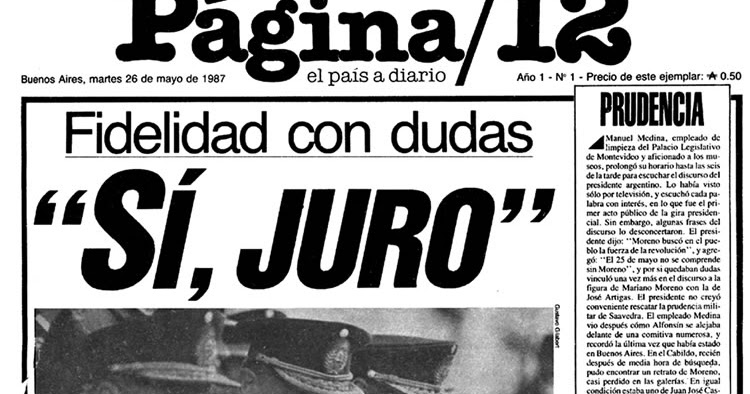 Página/12
Buenos Aires, martes 26 de mayo de 1987
el país a diario
Año 1 - Nº 1 - Precio de este ejemplar: ₳ 0.50
Fidelidad con dudas
“SÍ, JURO”
Gustavo Gilabert
PRUDENCIA
Manuel Medina, empleado de
limpieza del Palacio Legislativo
de Montevideo y aficionado a los mu-
seos, prolongó su horario hasta las seis
de la tarde para escuchar el discurso del
presidente argentino. Lo había visto
sólo por televisión, y escuchó cada pa-
labra con interés, en lo que fue el primer
acto público de la gira presiden-
cial. Sin embargo, algunas frases del
discurso lo desconcertaron. El presi-
dente dijo: “Moreno buscó en el pue-
blo la fuerza de la revolución”, y agre-
gó: “El 25 de mayo no se comprende
sin Moreno”, y por si quedaban dudas
vinculó una vez más en el discurso a la
figura de Mariano Moreno con la de
José Artigas. El presidente no creyó
conveniente rescatar la prudencia mili-
tar de Saavedra. El empleado Medina
vio después cómo Alfonsín se alejaba
delante de una comitiva numerosa, y
recordó la última vez que había estado
en Buenos Aires. En el Cabildo, recién
después de media hora de búsqueda,
pudo encontrar un retrato de Moreno,
casi perdido en las galerías. En igual
condición estaba uno de Juan José Cas-